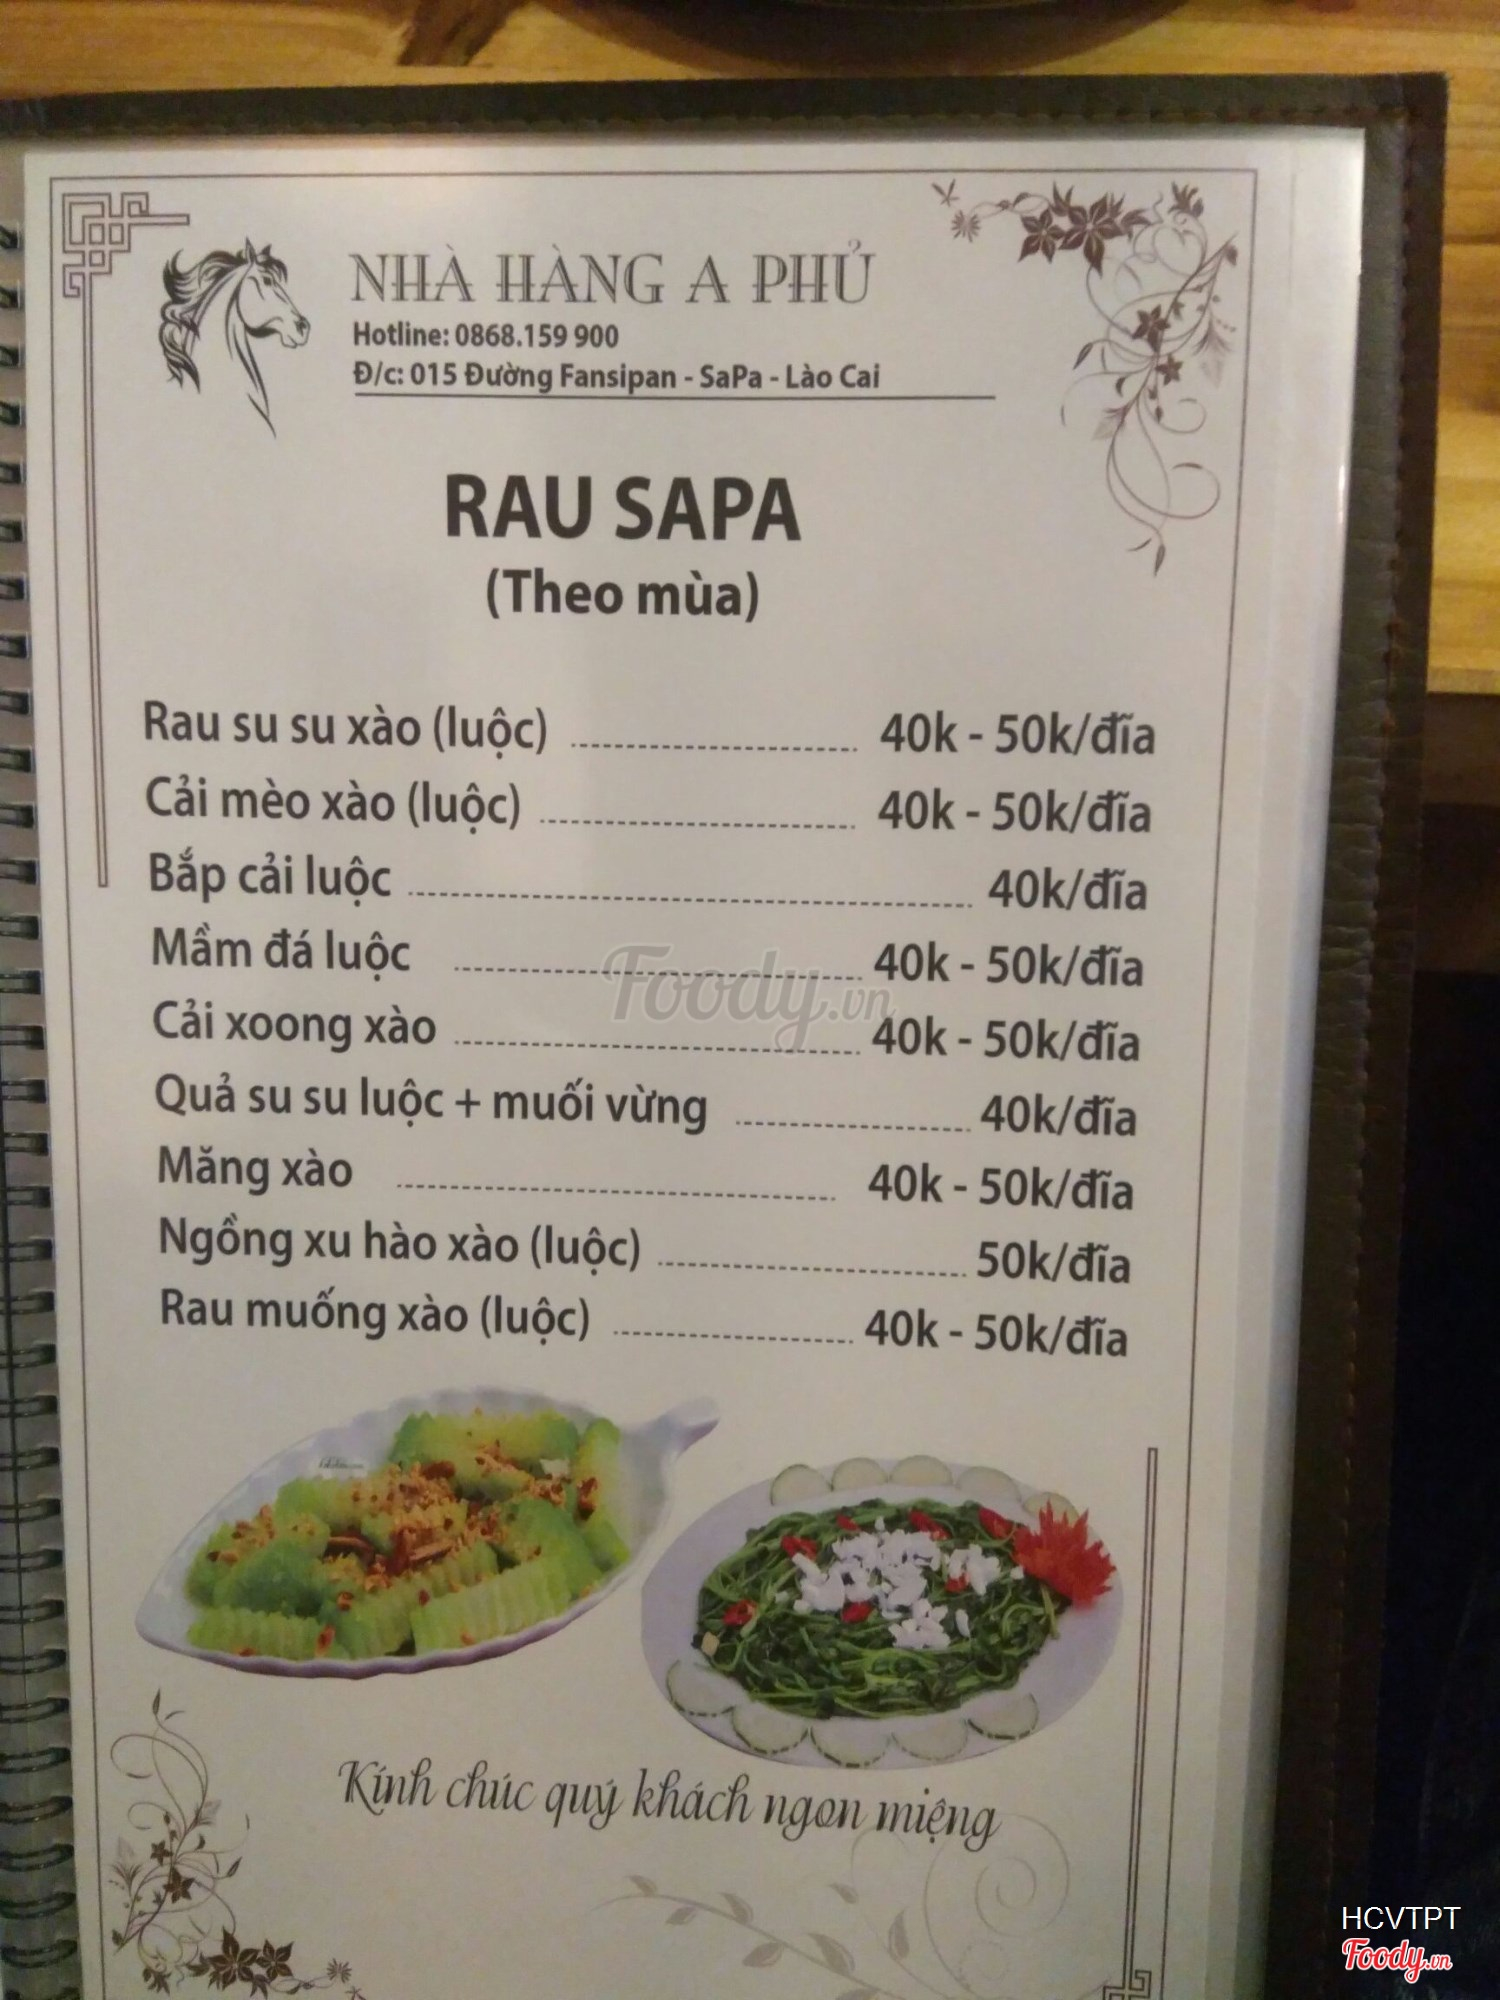 NHÀ HÀNG A PHỦ
Hotline: 0868.159 900
Đ/c: 015 Đường Fansipan - SaPa - Lào Cai
RAU SAPA
(Theo mùa)
Rau su su xào (luộc) 40k - 50k/đĩa
Cải mèo xào (luộc) 40k - 50k/đĩa
Bắp cải luộc 40k/đĩa
Mầm đá luộc 40k - 50k/đĩa
Cải xoong xào 40k - 50k/đĩa
Quả su su luộc + muối vừng 40k/đĩa
Măng xào 40k - 50k/đĩa
Ngồng xu hào xào (luộc) 50k/đĩa
Rau muống xào (luộc) 40k - 50k/đĩa
Kính chúc quý khách ngon miệng
Foody.vn
HCVTPT
Foody.vn